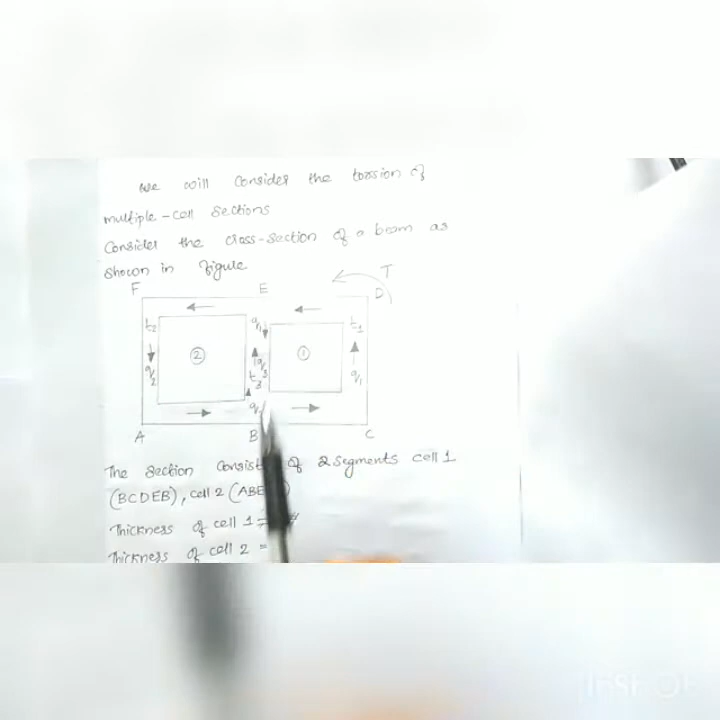 We will consider the torsion of
multiple-cell sections
Consider the cross-section of a beam as
shown in figure
T
F E D
t2 q1 t1
2 1
q2 q3 q1
t3
q2
A B C
The section consist of 2 segments cell 1
(BCDEB), cell 2 (ABE
Thickness of cell 1 =
Thickness of cell 2 =